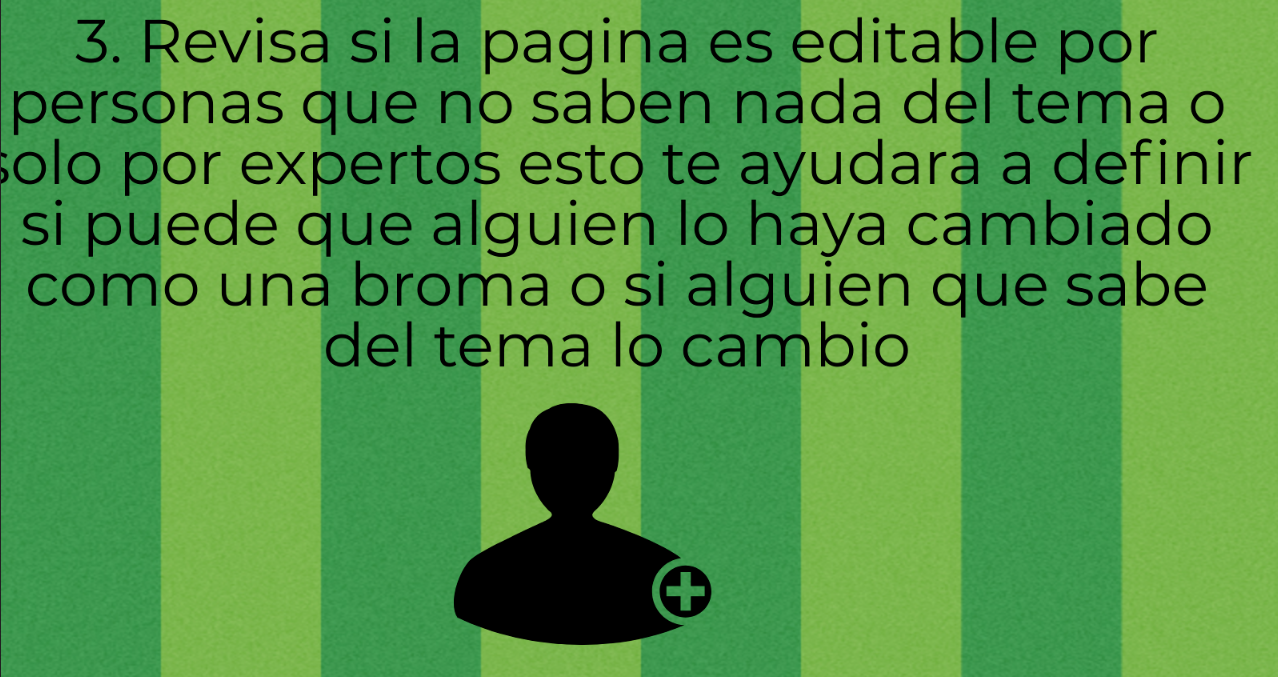 3. Revisa si la pagina es editable por
personas que no saben nada del tema o
solo por expertos esto te ayudara a definir
si puede que alguien lo haya cambiado
como una broma o si alguien que sabe
del tema lo cambio